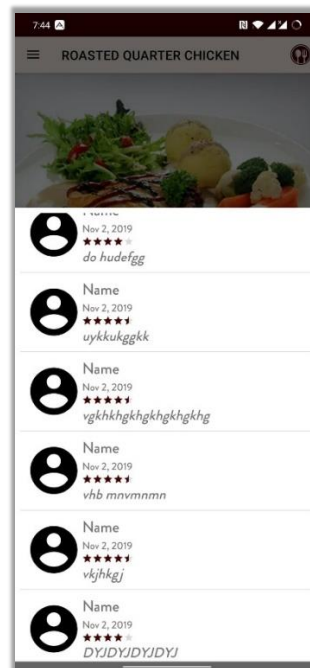 7:44
ROASTED QUARTER CHICKEN
Name
Nov 2, 2019
do hudefgg
Name
Nov 2, 2019
uykkukggkk
Name
Nov 2, 2019
vgkhkhgkhgkhgkhgkhg
Name
Nov 2, 2019
vhb mnvmnmn
Name
Nov 2, 2019
vkjhkgj
Name
Nov 2, 2019
DYJDYJDYJDYJ